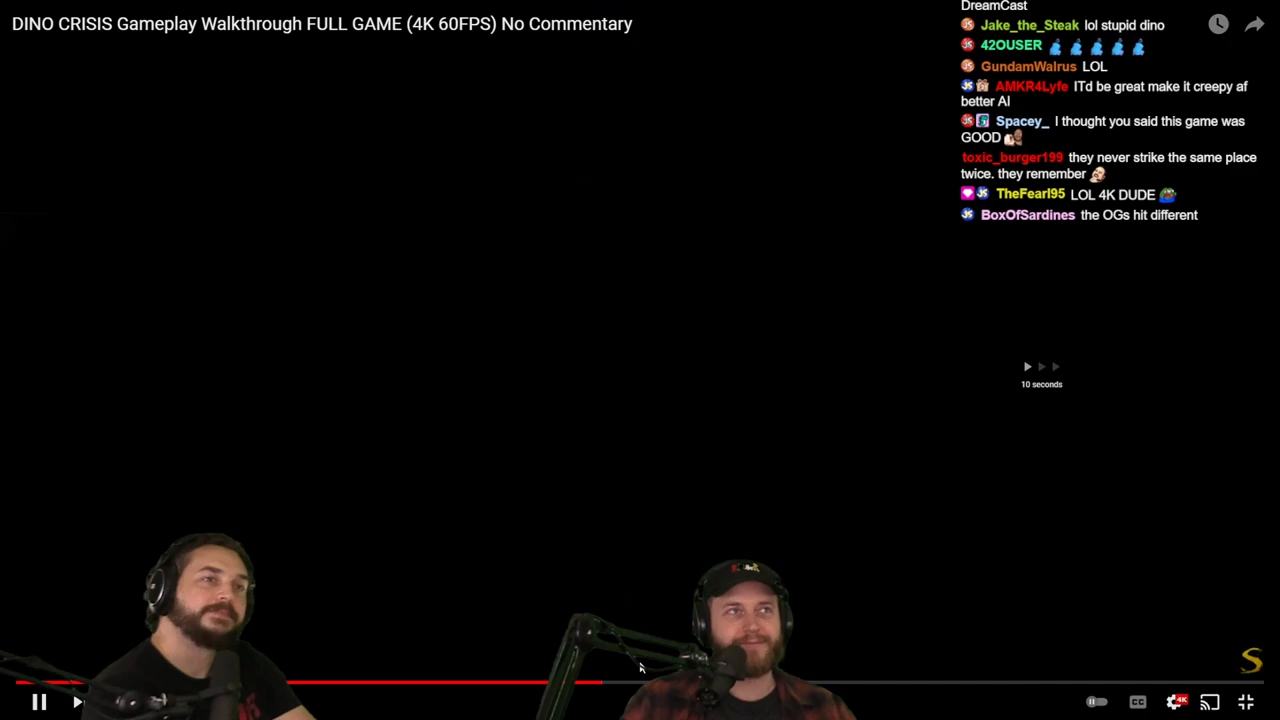 DINO CRISIS Gameplay Walkthrough FULL GAME (4K 60FPS) No Commentary
DreamCast
Jake_the_Steak lol stupid dino
42OUSER
GundamWalrus LOL
AMKR4Lyfe ITd be great make it creepy af
better AI
Spacey_ I thought you said this game was
GOOD
toxic_burger199 they never strike the same place
twice. they remember
TheFearl95 LOL 4K DUDE
BoxOfSardines the OGs hit different
10 seconds
S
CC
4K